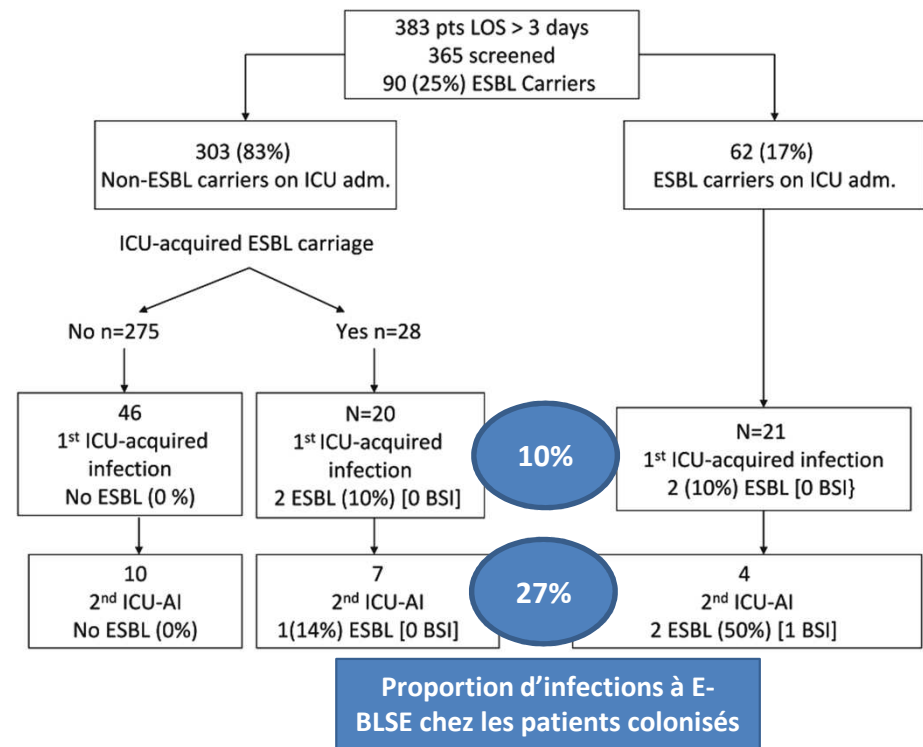 383 pts LOS > 3 days
365 screened
90 (25%) ESBL Carriers
303 (83%)
Non-ESBL carriers on ICU adm.
62 (17%)
ESBL carriers on ICU adm.
ICU-acquired ESBL carriage
No n=275
Yes n=28
46
1st ICU-acquired
infection
No ESBL (0 %)
N=20
1st ICU-acquired
infection
2 ESBL (10%) [0 BSI]
10%
N=21
1st ICU-acquired infection
2 (10%) ESBL [0 BSI}
10
2nd ICU-AI
No ESBL (0%)
7
2nd ICU-AI
1(14%) ESBL [0 BSI]
27%
4
2nd ICU-AI
2 ESBL (50%) [1 BSI]
Proportion d’infections à E-
BLSE chez les patients colonisés